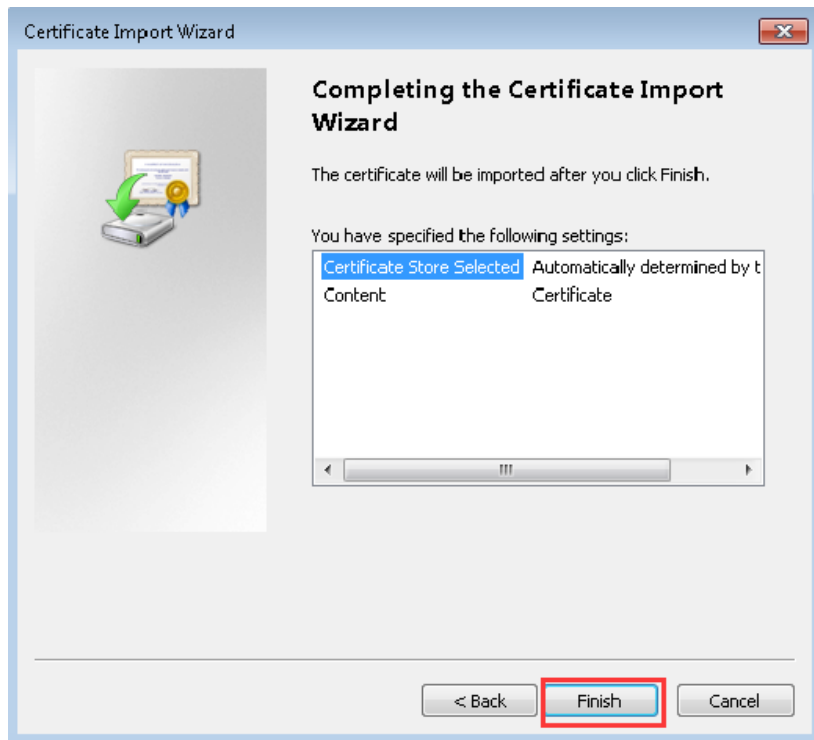 Certificate Import Wizard
Completing the Certificate Import
Wizard
The certificate will be imported after you click Finish.
You have specified the following settings:
Certificate Store Selected Automatically determined by t
Content Certificate
< Back Finish Cancel